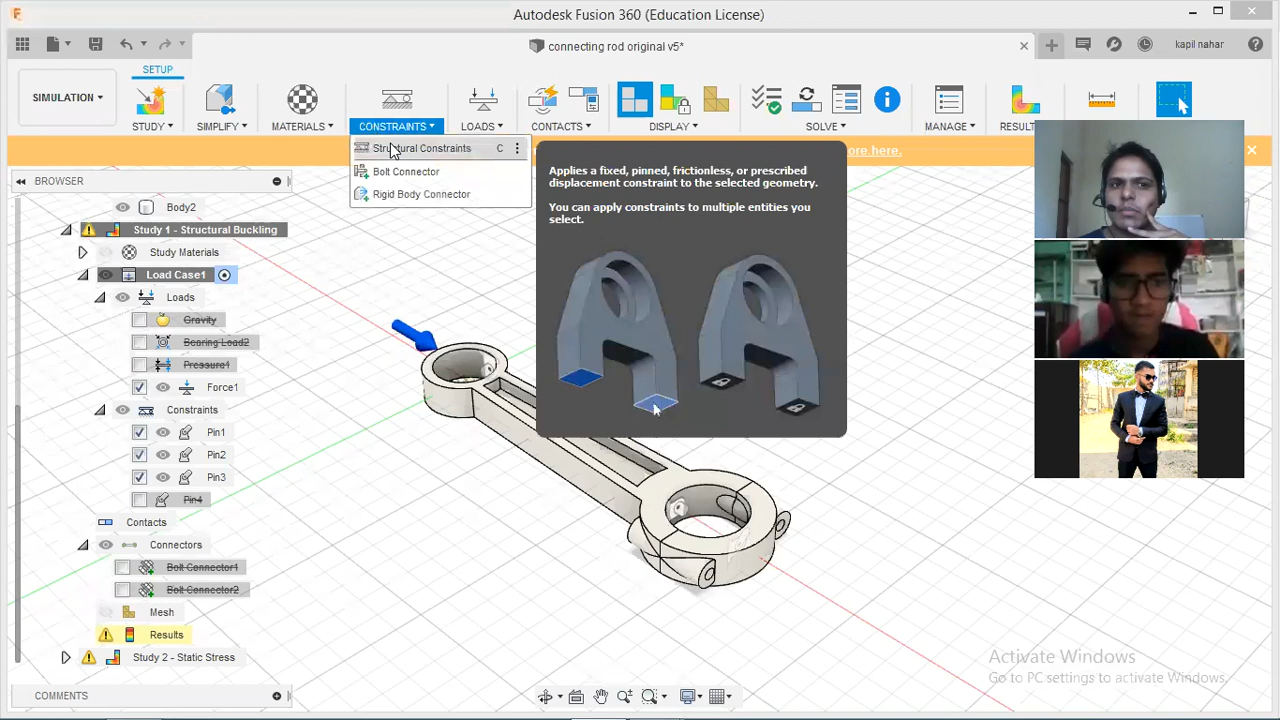 Autodesk Fusion 360 (Education License)
connecting rod original v5*
kapil nahar
SETUP
SIMULATION
STUDY
SIMPLIFY
MATERIALS
CONSTRAINTS
LOADS
CONTACTS
DISPLAY
SOLVE
MANAGE
RESUL
ore here.
Structural Constraints C
Bolt Connector
Rigid Body Connector
Applies a fixed, pinned, frictionless, or prescribed
displacement constraint to the selected geometry.
You can apply constraints to multiple entities you
select.
BROWSER
Body2
Study 1 - Structural Buckling
Study Materials
Load Case1
Loads
Gravity
Bearing Load2
Pressure1
Force1
Constraints
Pin1
Pin2
Pin3
Pin4
Contacts
Connectors
Bolt Connector1
Bolt Connector2
Mesh
Results
Study 2 - Static Stress
COMMENTS
Activate Windows
Go to PC settings to activate Windows.